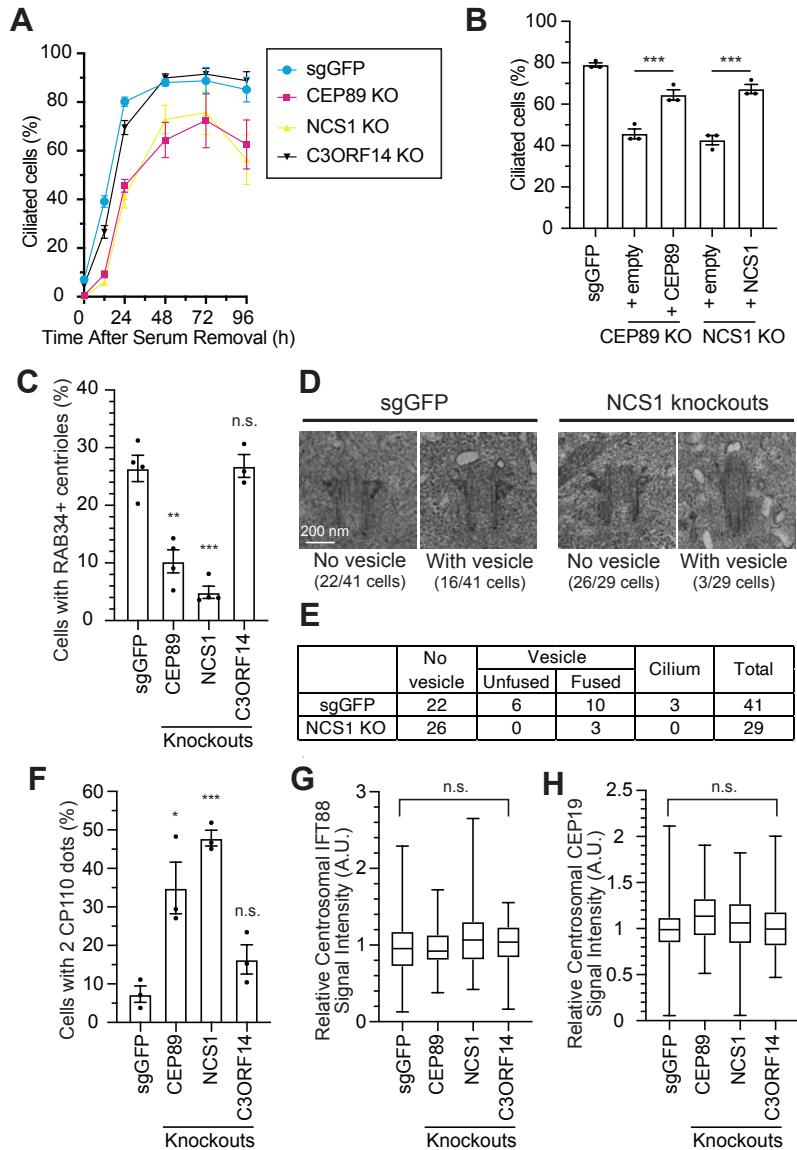 A
Ciliated cells (%)
100
80
60
40
20
0
0
24
48
72
96
Time After Serum Removal (h)
sgGFP
CEP89 KO
NCS1 KO
C3ORF14 KO
B
Ciliated cells (%)
100
80
60
40
20
0
***
***
sgGFP
+ empty
+ CEP89
+ empty
+ NCS1
CEP89 KO
NCS1 KO
C
Cells with RAB34+ centrioles (%)
40
30
20
10
0
**
***
n.s.
sgGFP
CEP89
NCS1
C3ORF14
Knockouts
D
sgGFP
NCS1 knockouts
200 nm
No vesicle
(22/41 cells)
With vesicle
(16/41 cells)
No vesicle
(26/29 cells)
With vesicle
(3/29 cells)
E
No vesicle Vesicle Cilium Total
Unfused Fused
sgGFP 22 6 10 3 41
NCS1 KO 26 0 3 0 29
F
Cells with 2 CP110 dots (%)
60
50
40
30
20
10
0
*
***
n.s.
sgGFP
CEP89
NCS1
C3ORF14
Knockouts
G
Relative Centrosomal IFT88
Signal Intensity (A.U.)
3
2
1
0
n.s.
sgGFP
CEP89
NCS1
C3ORF14
Knockouts
H
Relative Centrosomal CEP19
Signal Intensity (A.U.)
2.5
2
1.5
1
0.5
0
n.s.
sgGFP
CEP89
NCS1
C3ORF14
Knockouts